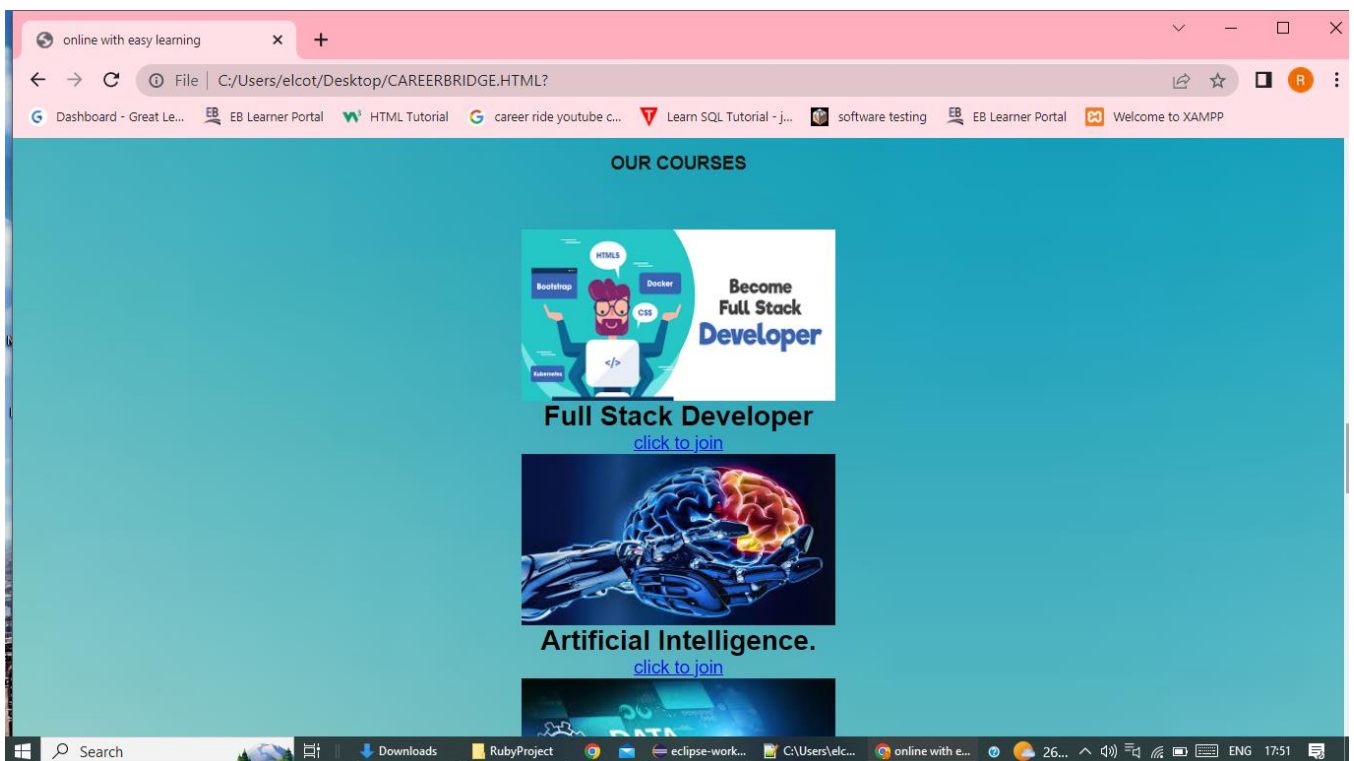 online with easy learning
File | C:/Users/elcot/Desktop/CAREERBRIDGE.HTML?
R
Dashboard - Great Le... EB Learner Portal HTML Tutorial career ride youtube c... Learn SQL Tutorial - j... software testing EB Learner Portal Welcome to XAMPP
OUR COURSES
HTML5
Bootstrap
Docker
CSS
</>
Kubernetes
Become
Full Stack
Developer
Full Stack Developer
click to join
Artificial Intelligence.
click to join
DATA
Search Downloads RubyProject eclipse-work... C:\Users\elc... online with e... 26... ENG 17:51